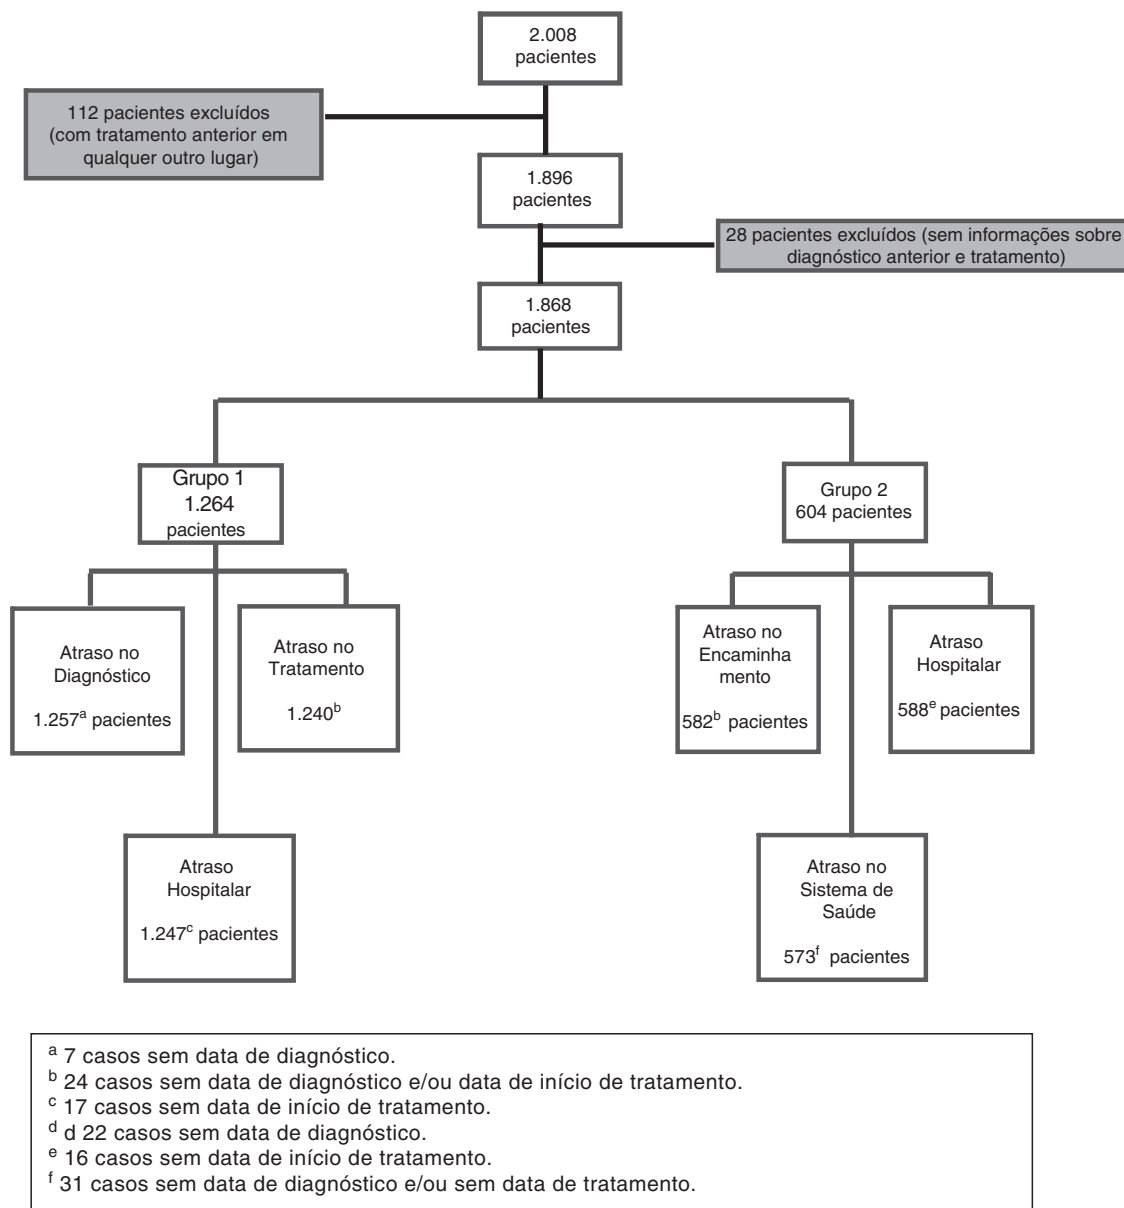 2.008
pacientes
112 pacientes excluídos
(com tratamento anterior em
qualquer outro lugar)
1.896
pacientes
28 pacientes excluídos (sem informações sobre
diagnóstico anterior e tratamento)
1.868
pacientes
Grupo 1
1.264
pacientes
Grupo 2
604 pacientes
Atraso no
Diagnóstico
1.257a pacientes
Atraso no
Tratamento
1.240b
Atraso no
Encaminha
mento
582b pacientes
Atraso
Hospitalar
588e pacientes
Atraso
Hospitalar
1.247c pacientes
Atraso no
Sistema de
Saúde
573f pacientes
a 7 casos sem data de diagnóstico.
b 24 casos sem data de diagnóstico e/ou data de início de tratamento.
c 17 casos sem data de início de tratamento.
d d 22 casos sem data de diagnóstico.
e 16 casos sem data de início de tratamento.
f 31 casos sem data de diagnóstico e/ou sem data de tratamento.